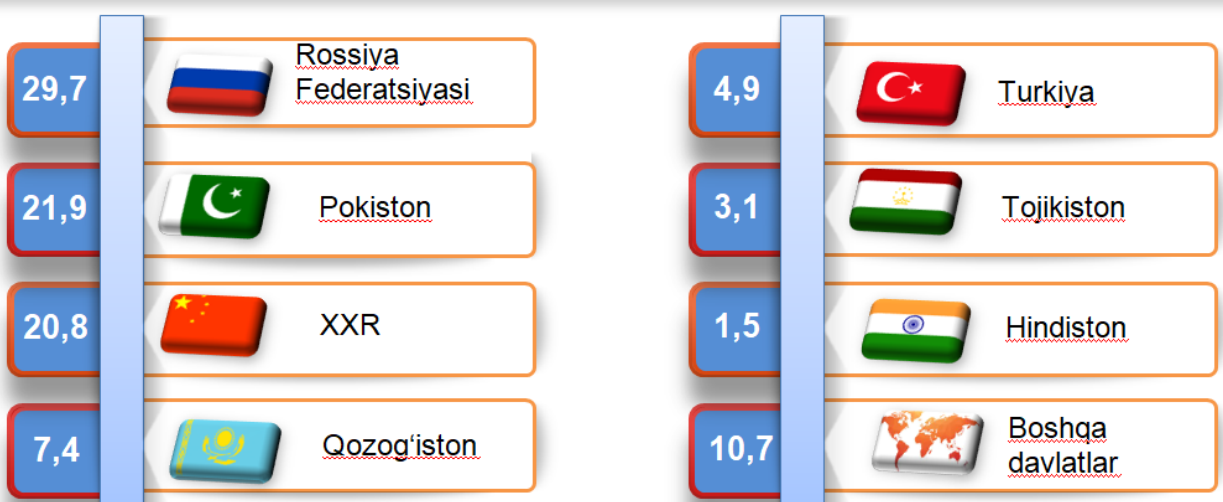 29,7
Rossiya
Federatsiyasi
21,9
Pokiston
20,8
XXR
7,4
Qozog‘iston
4,9
Turkiya
3,1
Tojikiston
1,5
Hindiston
10,7
Boshqa
davlatlar